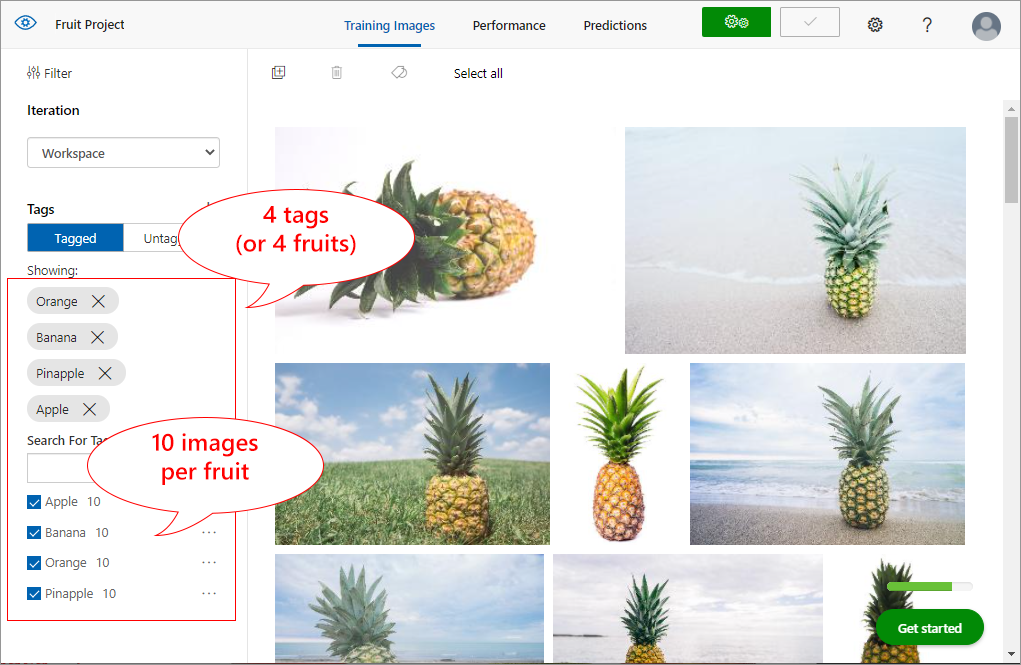 Fruit Project
Training Images
Performance
Predictions
?
Filter
Select all
Iteration
Workspace
Tags
4 tags
(or 4 fruits)
Tagged
Untag
Showing:
Orange
Banana
Pinapple
Apple
10 images
per fruit
Search For Ta
Apple 10
Banana 10
Orange 10
Pinapple 10
Get started